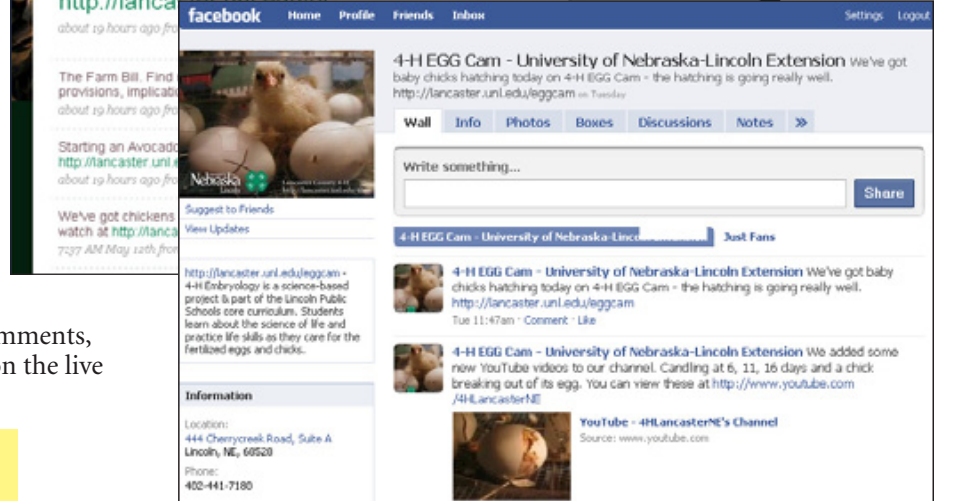 http://lanca
about 19 hours ago fro
The Farm Bill. Find
provisions, implicatio
about 19 hours ago fro
Starting an Avocado
http://lancaster.unl.e
about 19 hours ago fro
We've got chickens
watch at http://lanca
7:37 AM May 12th from
mments,
on the live
facebook Home Profile Friends Inbox Settings Logout
Nebraska
Lincoln
Lancaster County 4-H
Suggest to Friends
View Updates
http://lancaster.unl.edu/eggcam -
4-H Embryology is a science-based
project & part of the Lincoln Public
Schools core curriculum. Students
learn about the science of life and
practice life skills as they care for the
fertilized eggs and chicks.
Information
Location:
444 Cherrycreek Road, Suite A
Lincoln, NE, 68528
Phone:
402-441-7180
4-H EGG Cam - University of Nebraska-Lincoln Extension We've got
baby chicks hatching today on 4-H EGG Cam - the hatching is going really well.
http://lancaster.unl.edu/eggcam on Tuesday
Wall Info Photos Boxes Discussions Notes »
Write something...
Share
4-H EGG Cam - University of Nebraska-Linco Just Fans
4-H EGG Cam - University of Nebraska-Lincoln Extension We've got baby
chicks hatching today on 4-H EGG Cam - the hatching is going really well.
http://lancaster.unl.edu/eggcam
Tue 11:47am · Comment · Like
4-H EGG Cam - University of Nebraska-Lincoln Extension We added some
new YouTube videos to our channel. Candling at 6, 11, 16 days and a chick
breaking out of its egg. You can view these at http://www.youtube.com
/4HLancasterNE
YouTube - 4HLancasterNE's Channel
Source: www.youtube.com